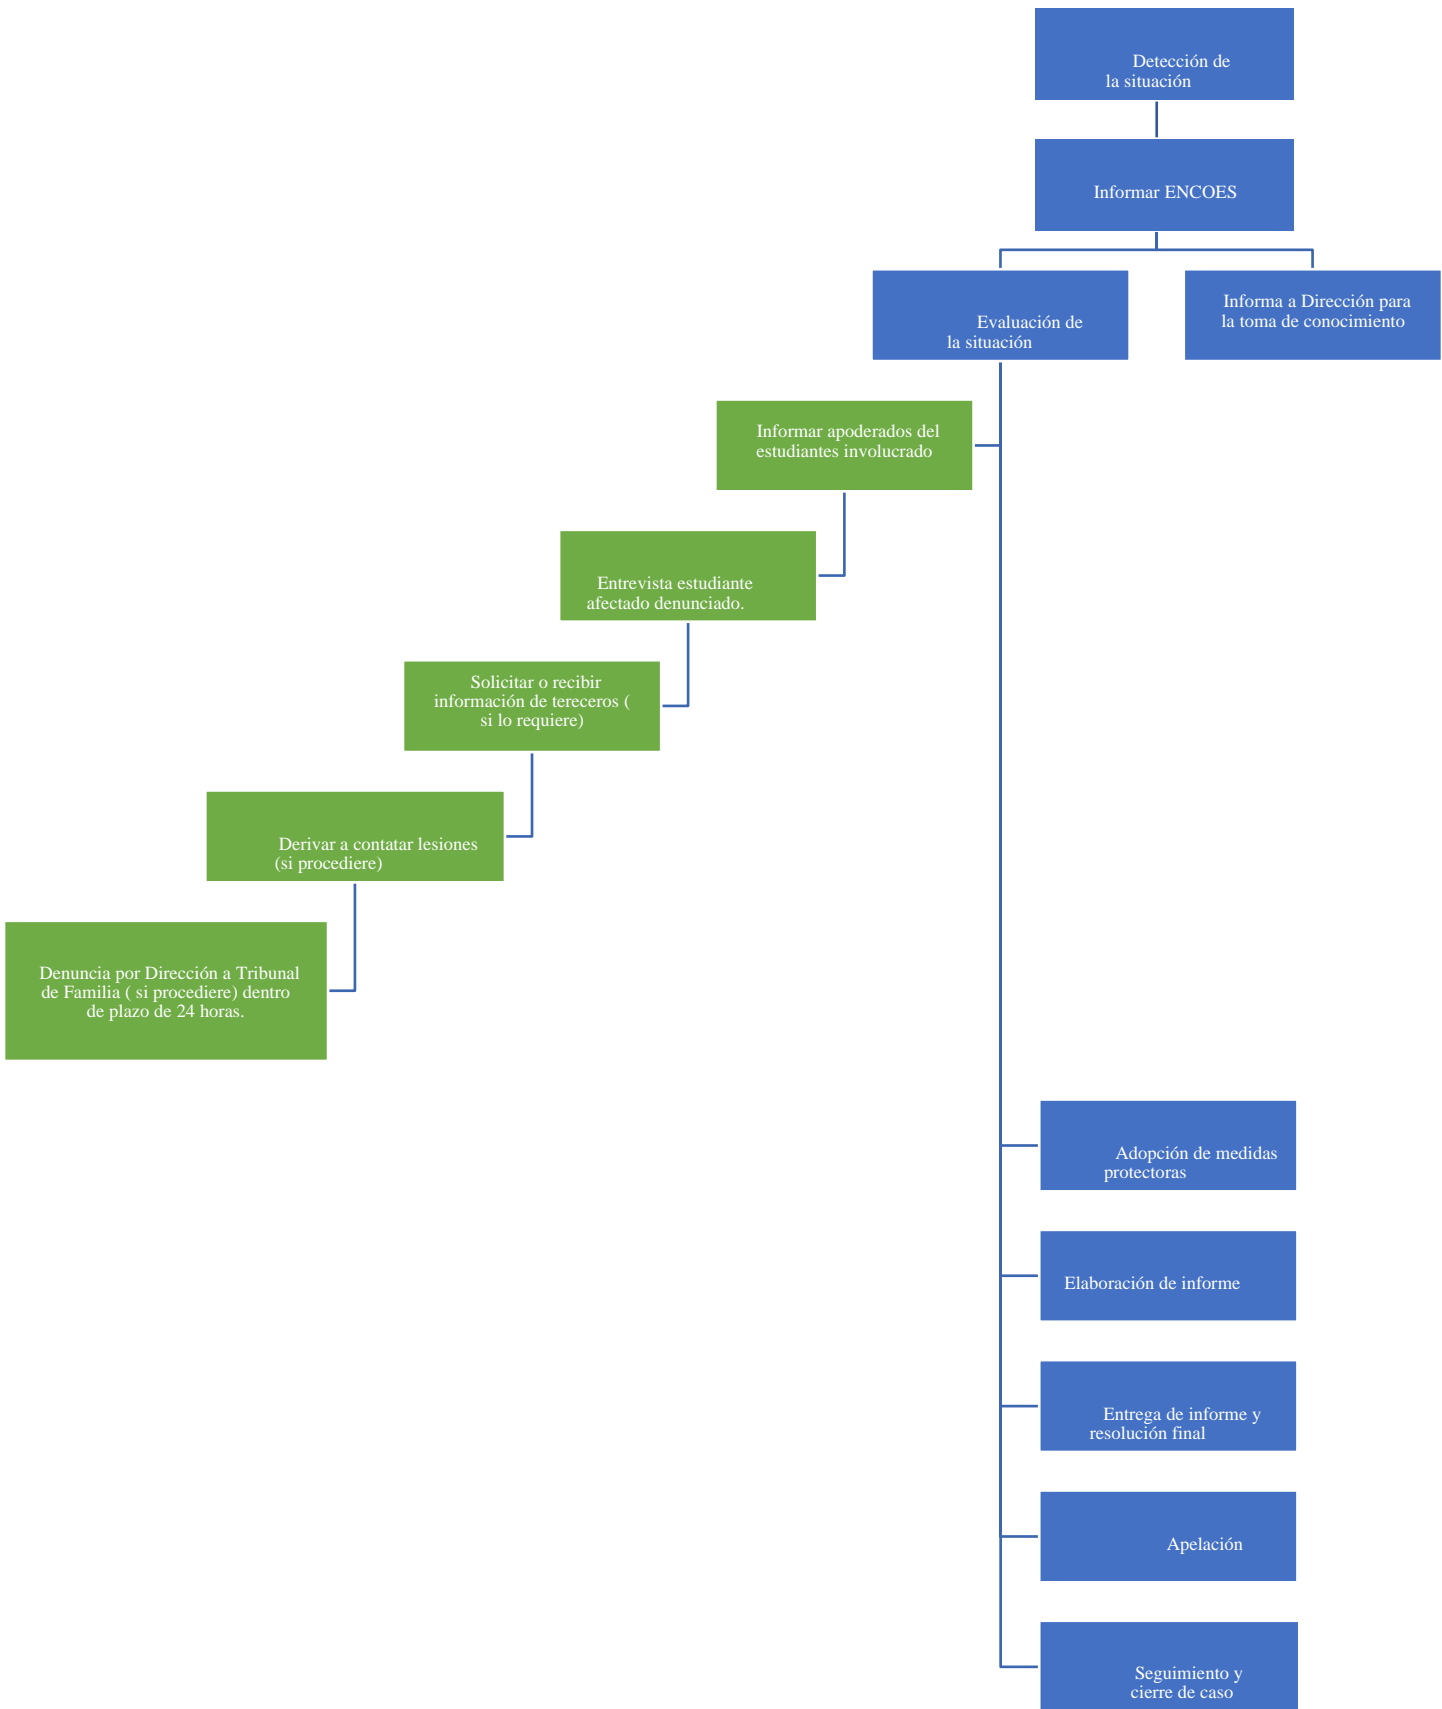 Detección de
la situación
Informar ENCOES
Evaluación de
la situación
Informa a Dirección para
la toma de conocimiento
Informar apoderados del
estudiantes involucrado
Entrevista estudiante
afectado denunciado.
Solicitar o recibir
información de tereceros (
si lo requiere)
Derivar a contatar lesiones
(si procediere)
Denuncia por Dirección a Tribunal
de Familia ( si procediere) dentro
de plazo de 24 horas.
Adopción de medidas
protectoras
Elaboración de informe
Entrega de informe y
resolución final
Apelación
Seguimiento y
cierre de caso